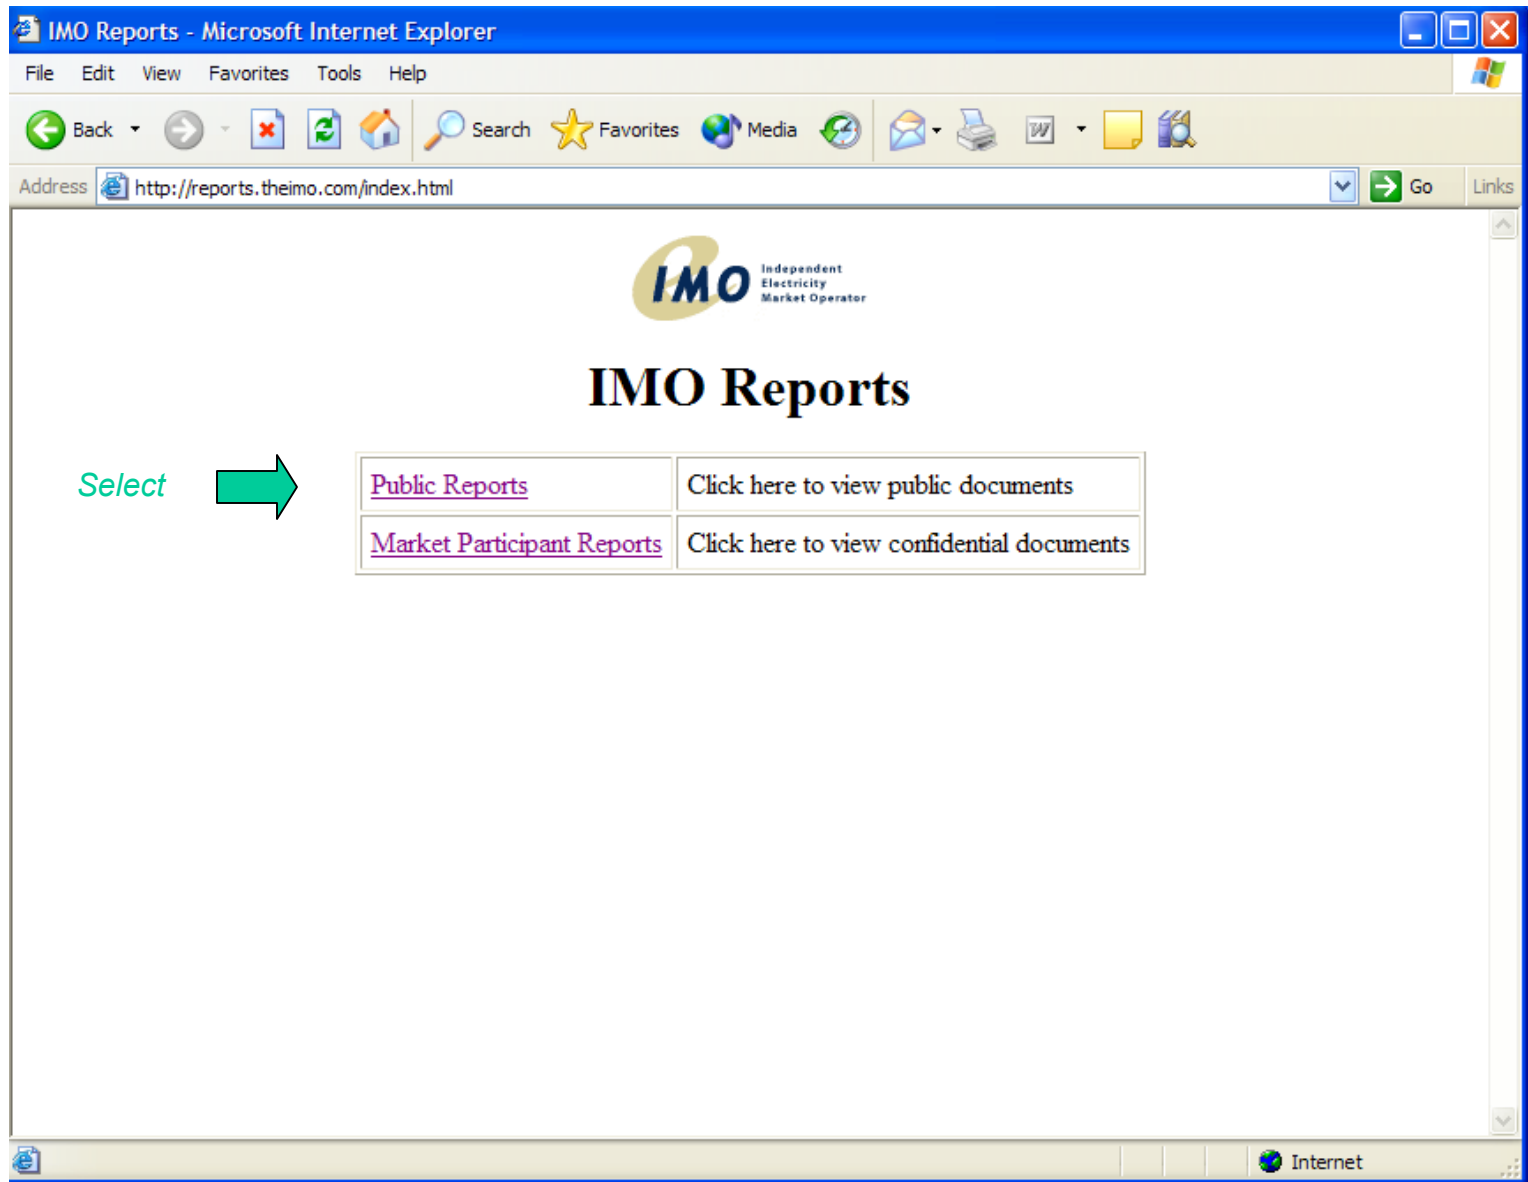 IMO Reports - Microsoft Internet Explorer
File Edit View Favorites Tools Help
Back Search Favorites Media W
Address http://reports.theimo.com/index.html Go Links
IMO Independent
Electricity
Market Operator
IMO Reports
Select Public Reports Click here to view public documents
Market Participant Reports Click here to view confidential documents
Internet